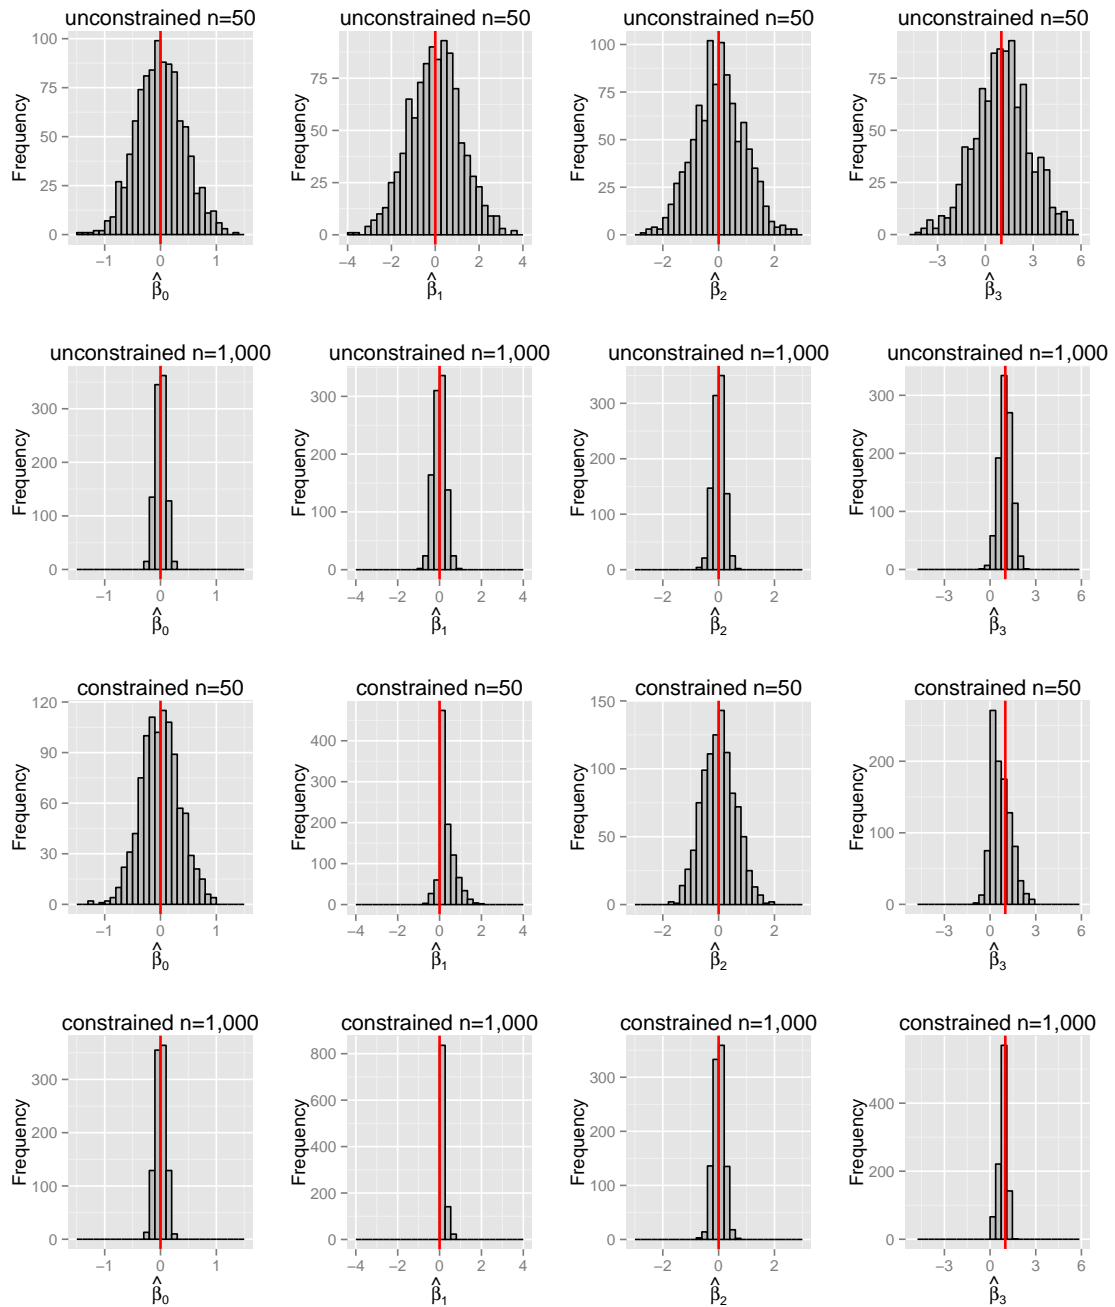 unconstrained n=50
Frequency
100
75
50
25
0
−1 0 1
β̂0
unconstrained n=50
Frequency
75
50
25
0
−4 −2 0 2 4
β̂1
unconstrained n=50
Frequency
100
75
50
25
0
−2 0 2
β̂2
unconstrained n=50
Frequency
75
50
25
0
−3 0 3 6
β̂3
unconstrained n=1,000
Frequency
300
200
100
0
−1 0 1
β̂0
unconstrained n=1,000
Frequency
300
200
100
0
−4 −2 0 2 4
β̂1
unconstrained n=1,000
Frequency
300
200
100
0
−2 0 2
β̂2
unconstrained n=1,000
Frequency
300
200
100
0
−3 0 3 6
β̂3
constrained n=50
Frequency
120
90
60
30
0
−1 0 1
β̂0
constrained n=50
Frequency
400
300
200
100
0
−4 −2 0 2 4
β̂1
constrained n=50
Frequency
150
100
50
0
−2 0 2
β̂2
constrained n=50
Frequency
200
100
0
−3 0 3 6
β̂3
constrained n=1,000
Frequency
300
200
100
0
−1 0 1
β̂0
constrained n=1,000
Frequency
800
600
400
200
0
−4 −2 0 2 4
β̂1
constrained n=1,000
Frequency
300
200
100
0
−2 0 2
β̂2
constrained n=1,000
Frequency
400
200
0
−3 0 3 6
β̂3